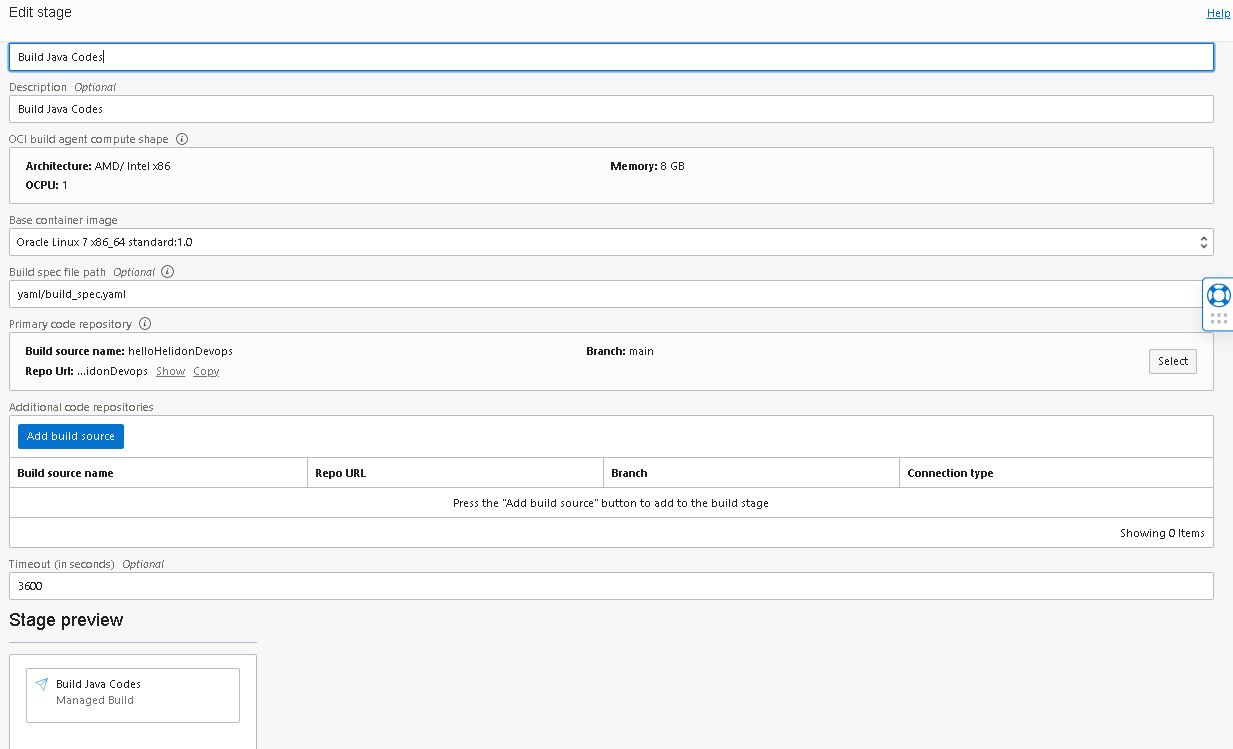 Edit stage
Help
Build Java Codes
Description Optional
Build Java Codes
OCI build agent compute shape
Architecture: AMD/ Intel x86 Memory: 8 GB
OCPU: 1
Base container image
Oracle Linux 7 x86_64 standard:1.0
Build spec file path Optional
yaml/build_spec.yaml
Primary code repository
Build source name: helloHelidonDevops Branch: main
Repo Url: ...idonDevops Show Copy
Select
Additional code repositories
Add build source
Build source name Repo URL Branch Connection type
Press the "Add build source" button to add to the build stage
Showing 0 Items
Timeout (in seconds) Optional
3600
Stage preview
Build Java Codes
Managed Build